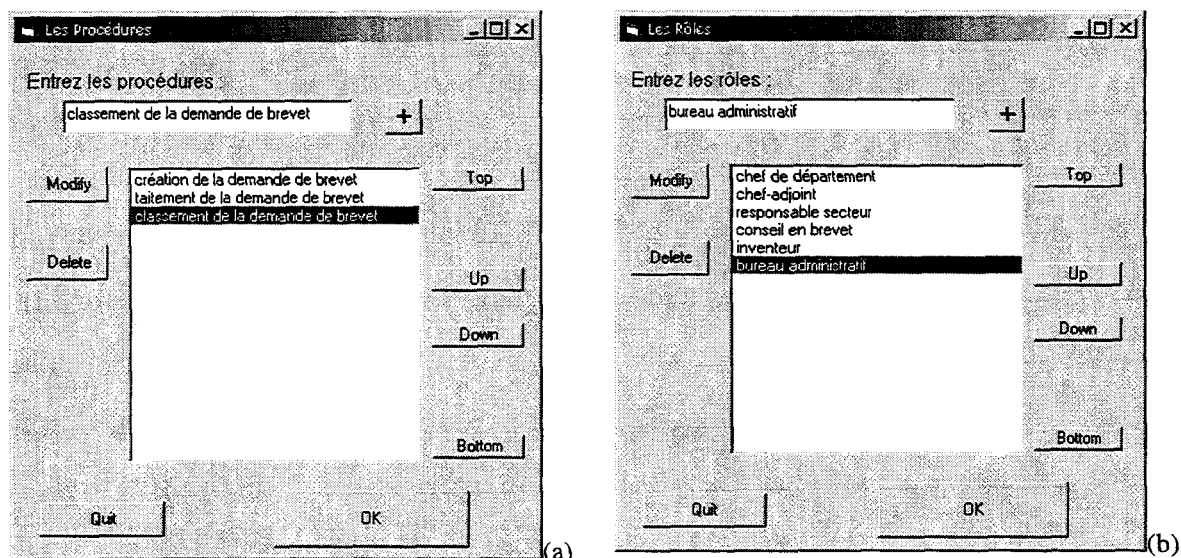 Les Procédures
Entrez les procédures :
classement de la demande de brevet
+
Modify
Delete
création de la demande de brevet
taitement de la demande de brevet
classement de la demande de brevet
Top
Up
Down
Bottom
Quit
OK
(a)
Les Rôles
Entrez les rôles :
bureau administratif
+
Modify
Delete
chef de département
chef-adjoint
responsable secteur
conseil en brevet
inventeur
bureau administratif
Top
Up
Down
Bottom
Quit
OK
(b)